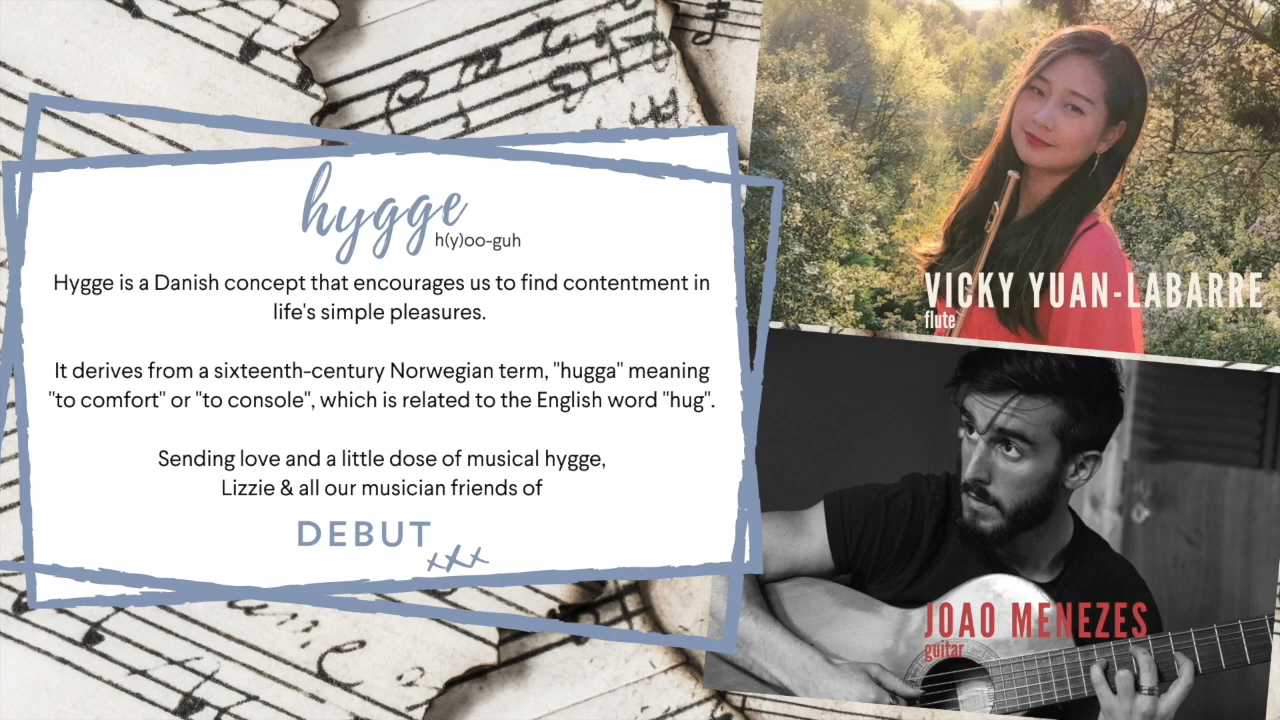 hygge
h(y)oo-guh
Hygge is a Danish concept that encourages us to find contentment in
life's simple pleasures.
It derives from a sixteenth-century Norwegian term, "hugga" meaning
"to comfort" or "to console", which is related to the English word "hug".
Sending love and a little dose of musical hygge,
Lizzie & all our musician friends of
DEBUT
xxx
VICKY YUAN-LABARRE
flute
JOAO MENEZES
guitar